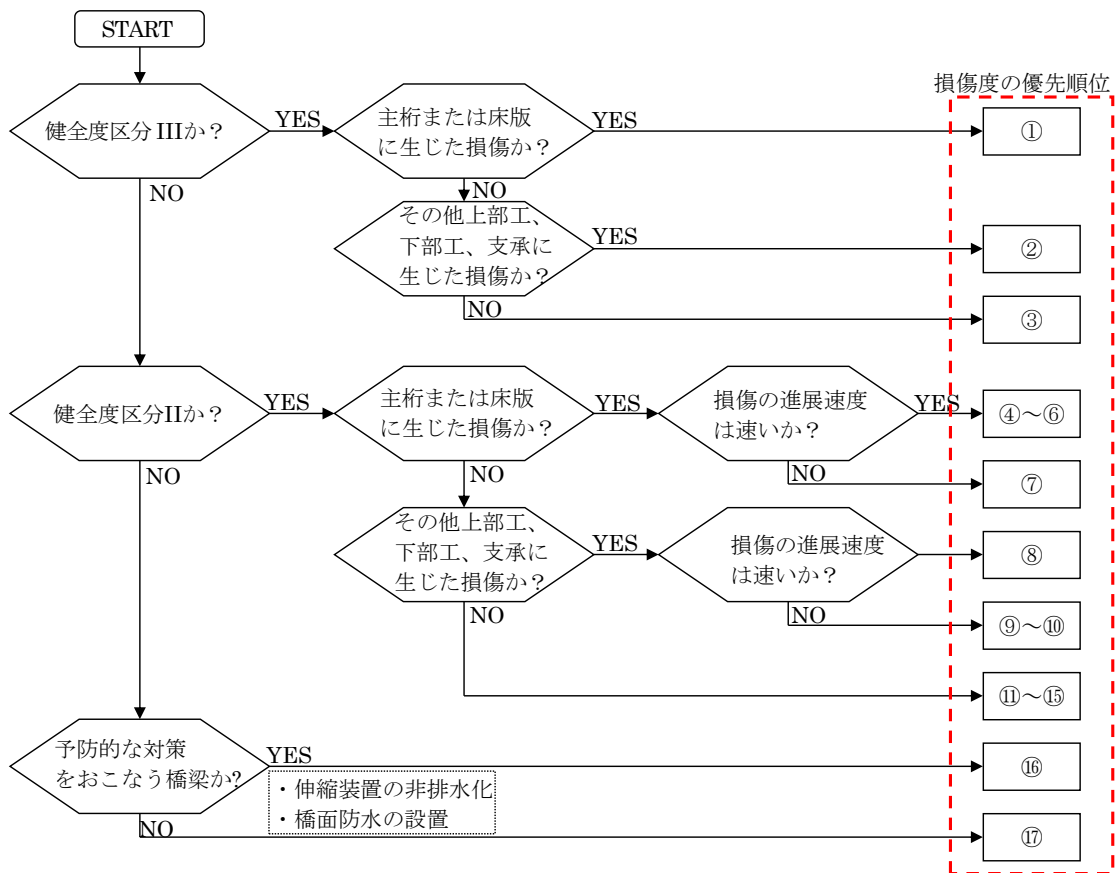 START
損傷度の優先順位
健全度区分IIIか？
YES
主桁または床版
に生じた損傷か？
YES
①
NO
NO
その他上部工、
下部工、支承に
生じた損傷か？
YES
②
NO
③
健全度区分IIか？
YES
主桁または床版
に生じた損傷か？
YES
損傷の進展速度
は速いか？
YES
④～⑥
NO
NO
NO
⑦
その他上部工、
下部工、支承に
生じた損傷か？
YES
損傷の進展速度
は速いか？
⑧
NO
NO
⑨～⑩
⑪～⑮
予防的な対策
をおこなう橋梁か?
YES
⑯
・伸縮装置の非排水化
・橋面防水の設置
NO
⑰